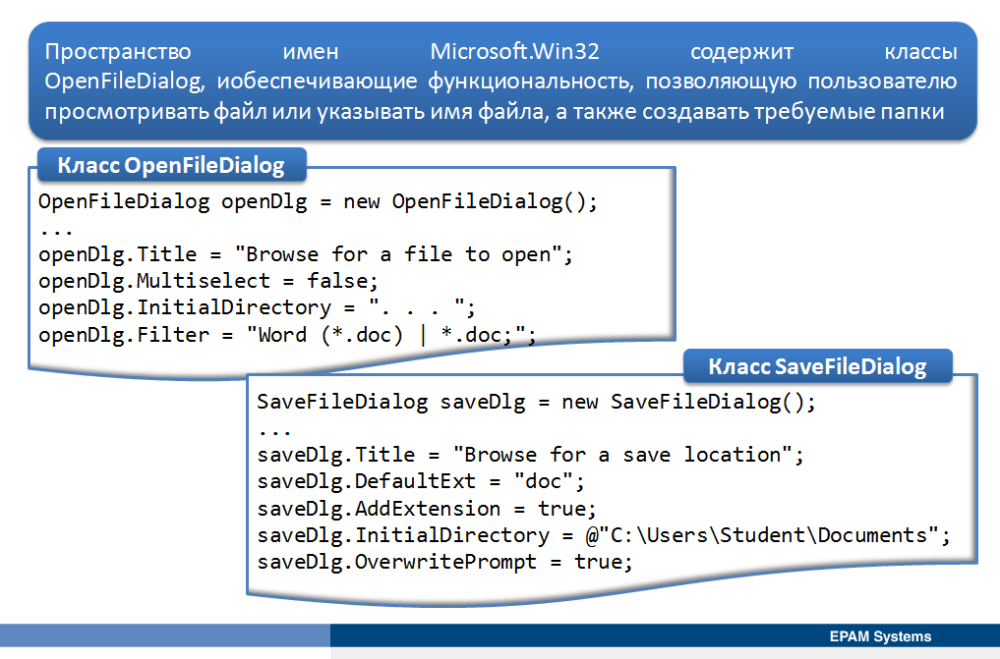 Пространство имен Microsoft.Win32 содержит классы
OpenFileDialog, иобеспечивающие функциональность, позволяющую пользователю
просмотривать файл или указывать имя файла, а также создавать требуемые папки
Класс OpenFileDialog
OpenFileDialog openDlg = new OpenFileDialog();
...
openDlg.Title = "Browse for a file to open";
openDlg.Multiselect = false;
openDlg.InitialDirectory = ". . . ";
openDlg.Filter = "Word (*.doc) | *.doc;";
Класс SaveFileDialog
SaveFileDialog saveDlg = new SaveFileDialog();
...
saveDlg.Title = "Browse for a save location";
saveDlg.DefaultExt = "doc";
saveDlg.AddExtension = true;
saveDlg.InitialDirectory = @"C:\Users\Student\Documents";
saveDlg.OverwritePrompt = true;
EPAM Systems